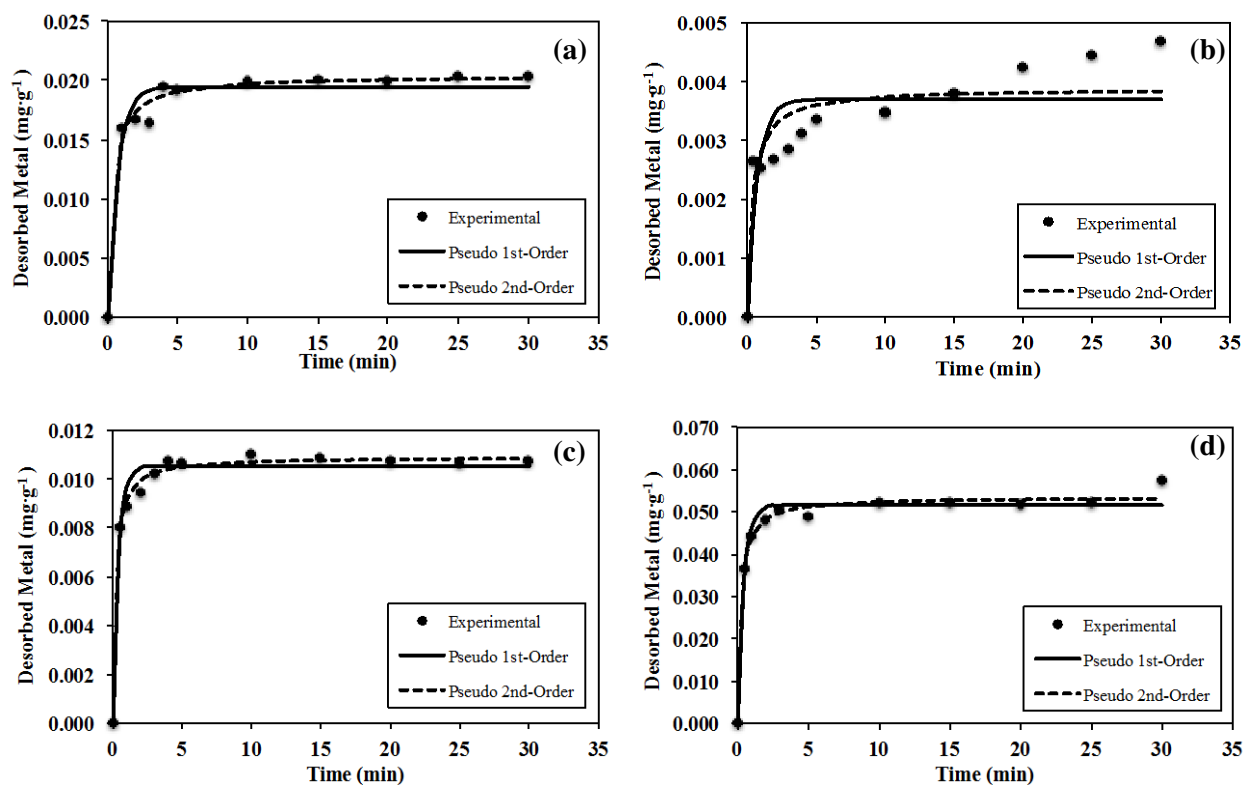 (a)
Desorbed Metal (mg·g⁻¹)
0.025
0.020
0.015
0.010
0.005
0.000
Experimental
Pseudo 1st-Order
Pseudo 2nd-Order
0 5 10 15 20 25 30 35
Time (min)
(b)
Desorbed Metal (mg·g⁻¹)
0.005
0.004
0.003
0.002
0.001
0.000
Experimental
Pseudo 1st-Order
Pseudo 2nd-Order
0 5 10 15 20 25 30 35
Time (min)
(c)
Desorbed Metal (mg·g⁻¹)
0.012
0.010
0.008
0.006
0.004
0.002
0.000
Experimental
Pseudo 1st-Order
Pseudo 2nd-Order
0 5 10 15 20 25 30 35
Time (min)
(d)
Desorbed Metal (mg·g⁻¹)
0.070
0.060
0.050
0.040
0.030
0.020
0.010
0.000
Experimental
Pseudo 1st-Order
Pseudo 2nd-Order
0 5 10 15 20 25 30 35
Time (min)